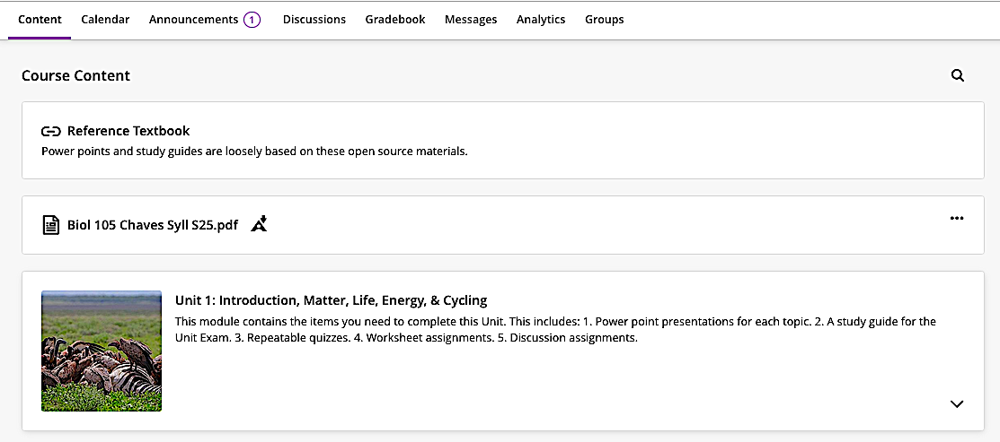 Content Calendar Announcements 1 Discussions Gradebook Messages Analytics Groups
Course Content
Reference Textbook
Power points and study guides are loosely based on these open source materials.
Biol 105 Chaves Syll S25.pdf
Unit 1: Introduction, Matter, Life, Energy, & Cycling
This module contains the items you need to complete this Unit. This includes: 1. Power point presentations for each topic. 2. A study guide for the
Unit Exam. 3. Repeatable quizzes. 4. Worksheet assignments. 5. Discussion assignments.